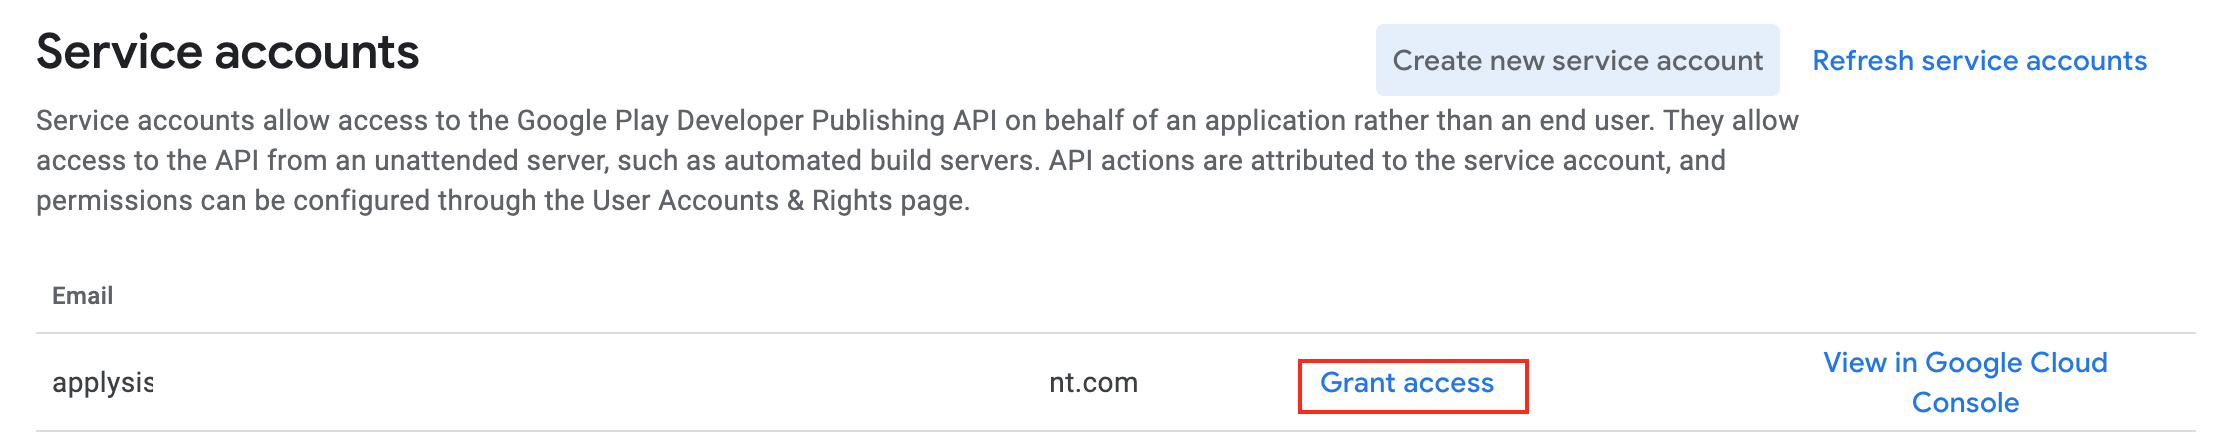 Service accounts
Create new service account
Refresh service accounts
Service accounts allow access to the Google Play Developer Publishing API on behalf of an application rather than an end user. They allow
access to the API from an unattended server, such as automated build servers. API actions are attributed to the service account, and
permissions can be configured through the User Accounts & Rights page.
Email
applysis
nt.com
Grant access
View in Google Cloud
Console